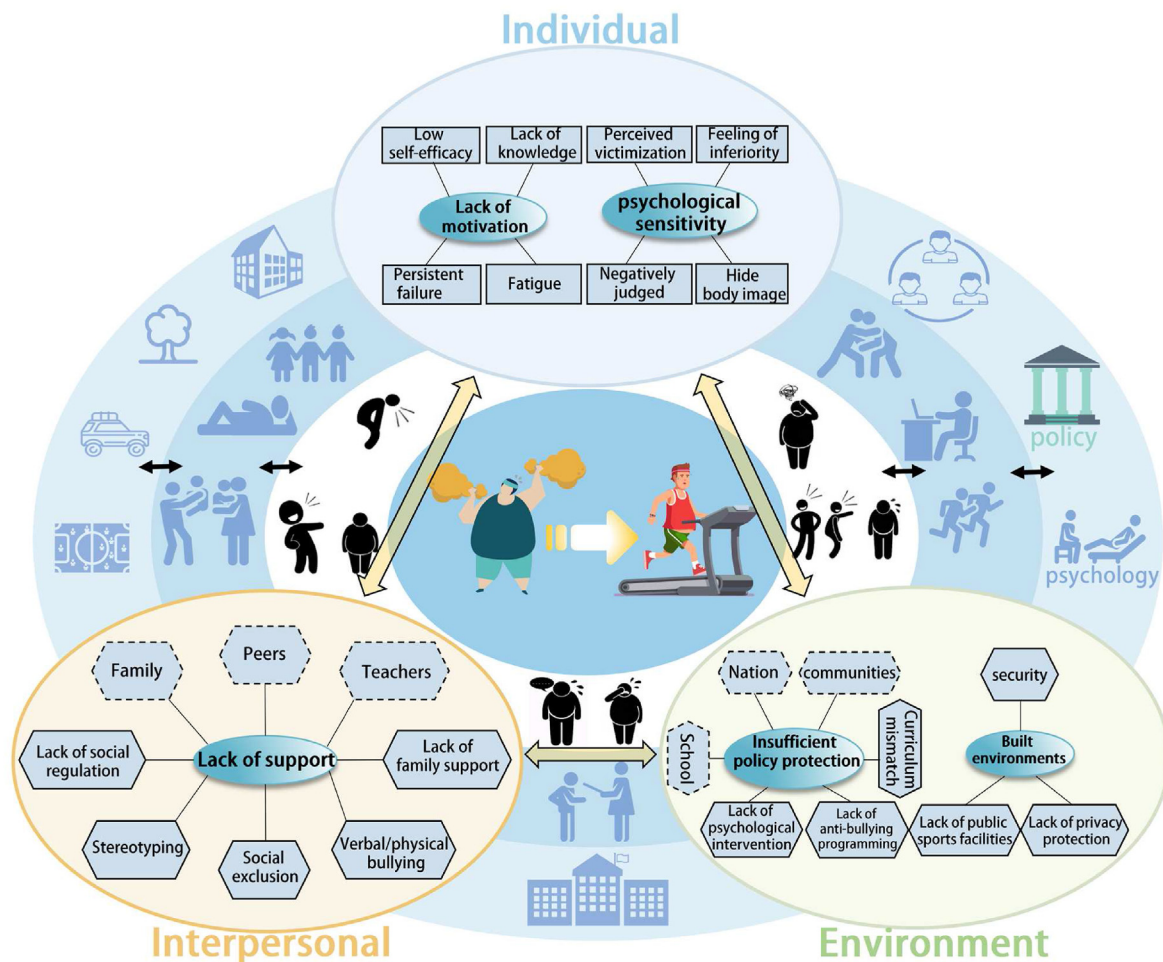 Individual
Low
self-efficacy
Lack of
knowledge
Perceived
victimization
Feeling of
inferiority
Lack of
motivation
psychological
sensitivity
Persistent
failure
Fatigue
Negatively
judged
Hide
body image
policy
psychology
Family
Peers
Teachers
Lack of social
regulation
Lack of support
Lack of
family support
Stereotyping
Social
exclusion
Verbal/physical
bullying
Interpersonal
Nation
communities
security
School
Insufficient
policy protection
Curriculum
mismatch
Built
environments
Lack of
psychological
intervention
Lack of
anti-bullying
programming
Lack of public
sports facilities
Lack of privacy
protection
Environment